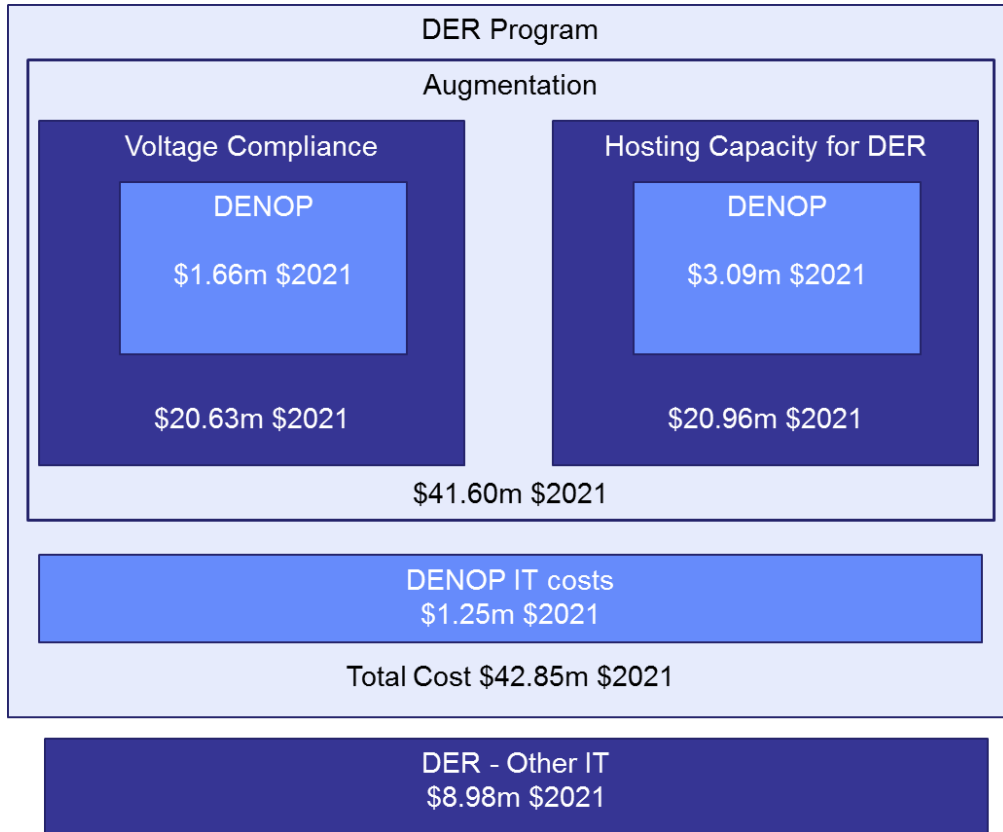 DER Program
Augmentation
Voltage Compliance
DENOP
$1.66m $2021
$20.63m $2021
Hosting Capacity for DER
DENOP
$3.09m $2021
$20.96m $2021
$41.60m $2021
DENOP IT costs
$1.25m $2021
Total Cost $42.85m $2021
DER - Other IT
$8.98m $2021